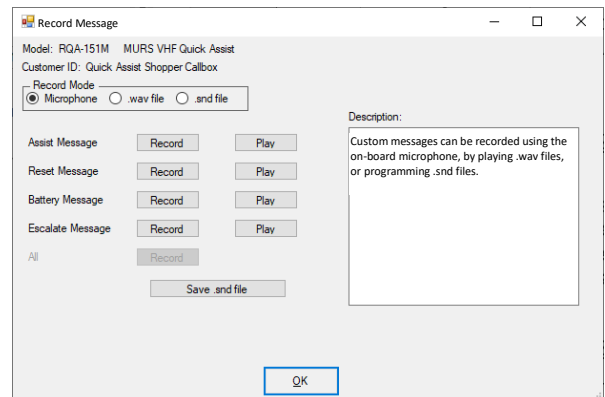 Record Message
Model: RQA-151M MURS VHF Quick Assist
Customer ID: Quick Assist Shopper Callbox
Record Mode
Microphone .wav file .snd file
Description:
Custom messages can be recorded using the
on-board microphone, by playing .wav files,
or programming .snd files.
Assist Message Record Play
Reset Message Record Play
Battery Message Record Play
Escalate Message Record Play
All Record
Save .snd file
OK